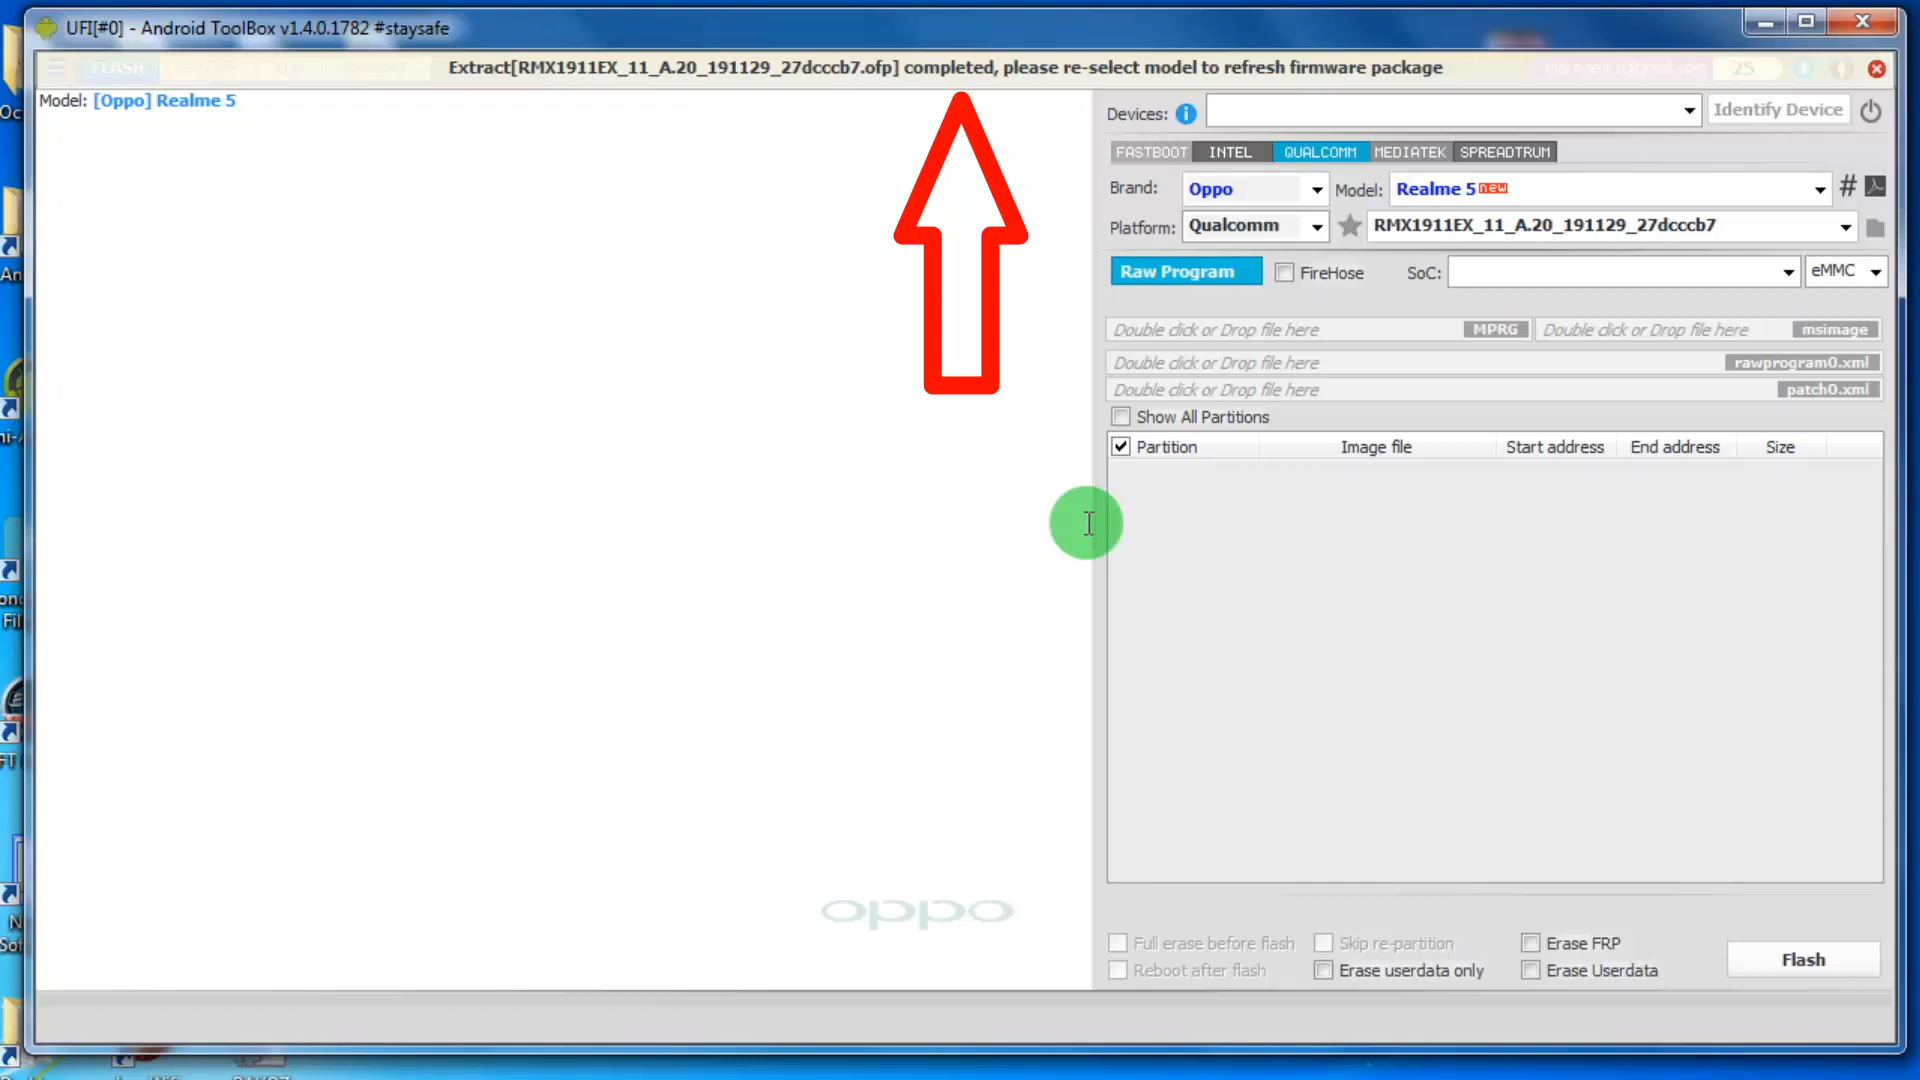 UFI[#0] - Android ToolBox v1.4.0.1782 #staysafe
FLASH
Extract[RMX1911EX_11_A.20_191129_27dcccb7.ofp] completed, please re-select model to refresh firmware package
25
Model: [Oppo] Realme 5
Devices:
Identify Device
FASTBOOT INTEL QUALCOMM MEDIATEK SPREADTRUM
Brand: Oppo Model: Realme 5 new #
Platform: Qualcomm RMX1911EX_11_A.20_191129_27dcccb7
Raw Program FireHose SoC: eMMC
Double click or Drop file here MPRG Double click or Drop file here msimage
Double click or Drop file here rawprogram0.xml
Double click or Drop file here patch0.xml
Show All Partitions
Partition Image file Start address End address Size
oppo
Full erase before flash Skip re-partition Erase FRP
Reboot after flash Erase userdata only Erase Userdata
Flash